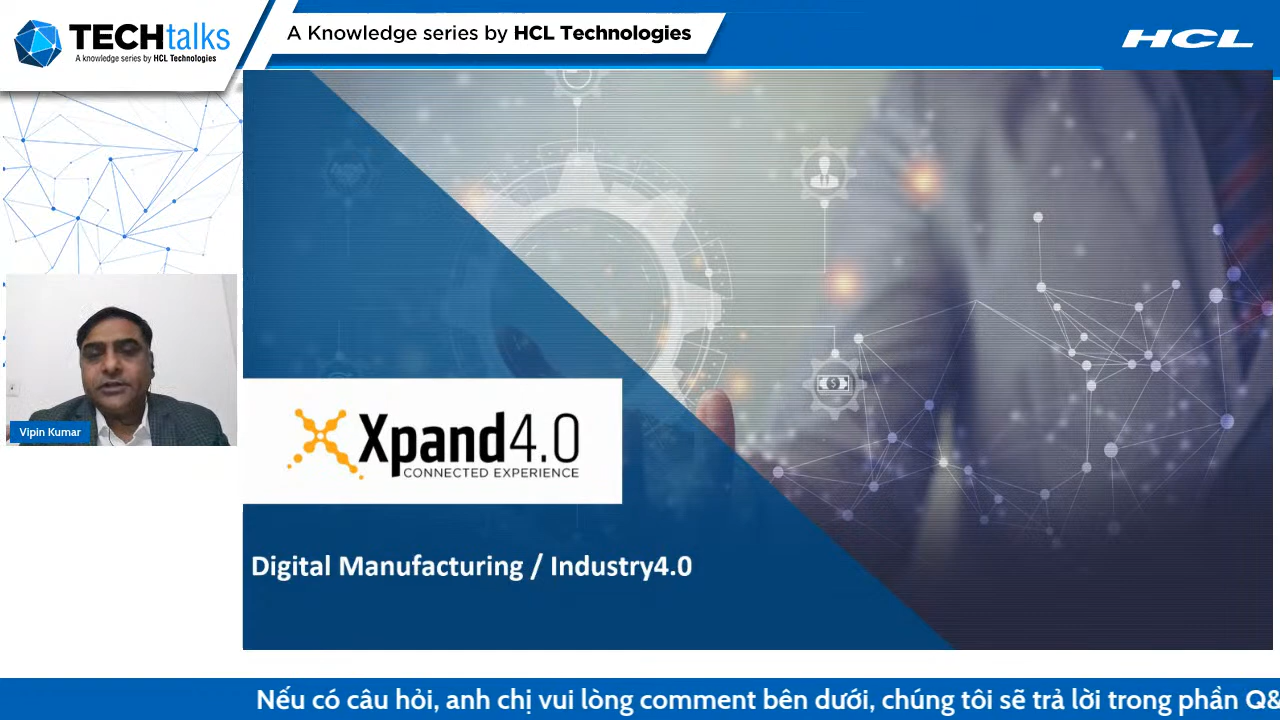 TECHtalks
A knowledge series by HCL Technologies
A Knowledge series by HCL Technologies
HCL
Vipin Kumar
Xpand4.0
CONNECTED EXPERIENCE
Digital Manufacturing / Industry4.0
Nếu có câu hỏi, anh chị vui lòng comment bên dưới, chúng tôi sẽ trả lời trong phần Q&